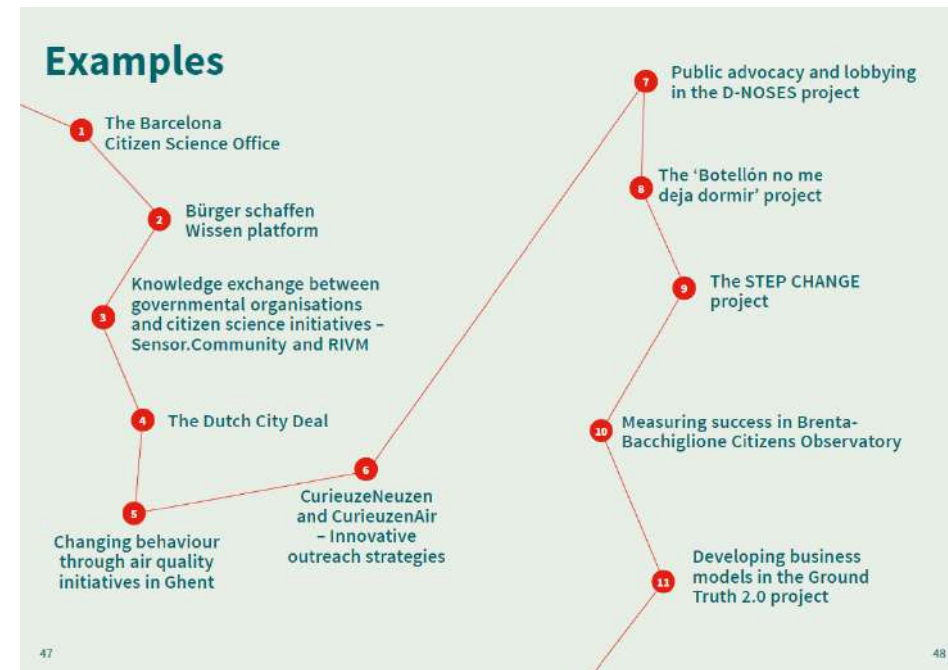 Examples
1
The Barcelona
Citizen Science Office
2
Bürger schaffen
Wissen platform
3
Knowledge exchange between
governmental organisations
and citizen science initiatives –
Sensor.Community and RIVM
4
The Dutch City Deal
5
Changing behaviour
through air quality
initiatives in Ghent
6
CurieuzeNeuzen
and CurieuzenAir
– Innovative
outreach strategies
7
Public advocacy and lobbying
in the D-NOSES project
8
The ‘Botellón no me
deja dormir’ project
9
The STEP CHANGE
project
10
Measuring success in Brenta-
Bacchiglione Citizens Observatory
11
Developing business
models in the Ground
Truth 2.0 project
47
48